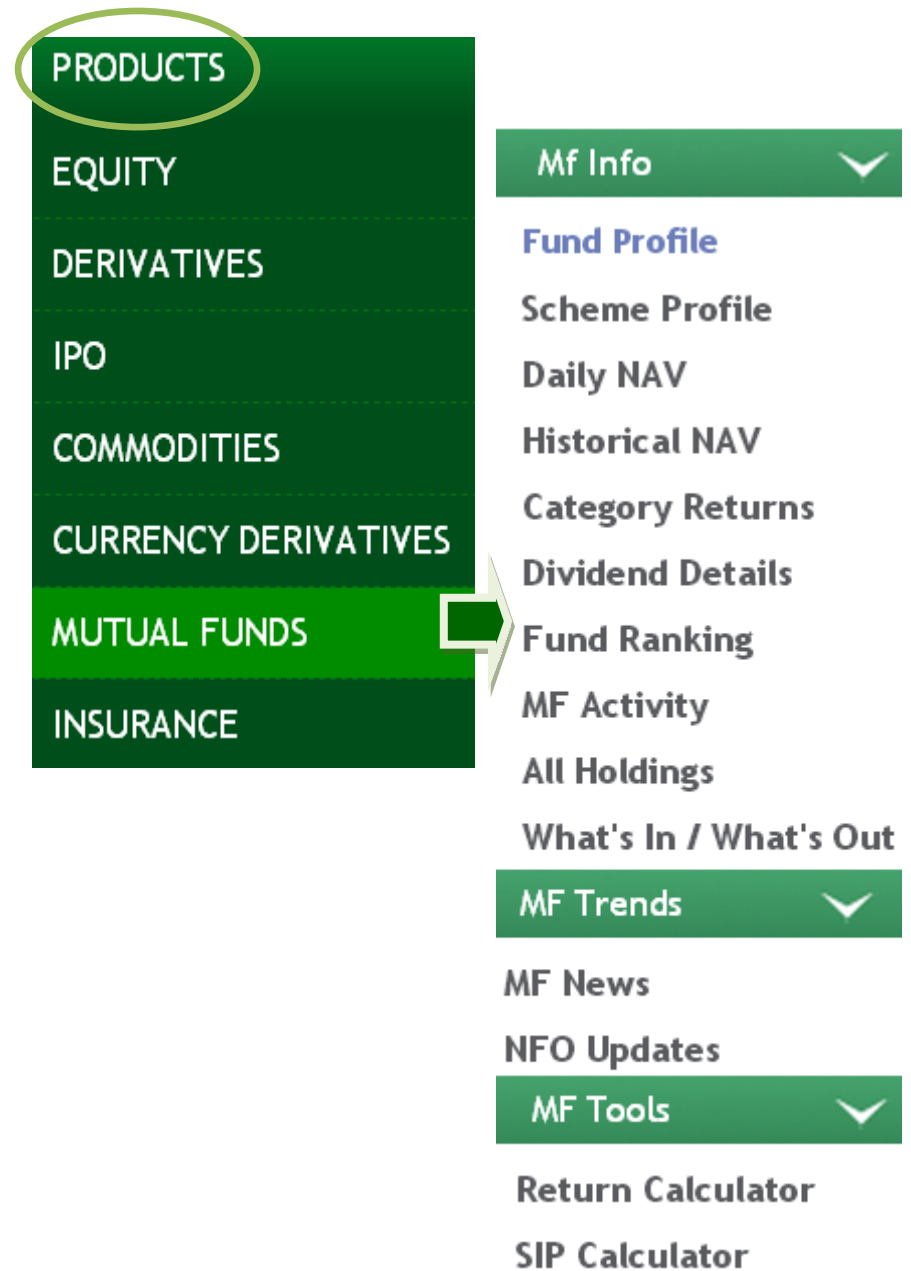 PRODUCTS
EQUITY
DERIVATIVES
IPO
COMMODITIES
CURRENCY DERIVATIVES
MUTUAL FUNDS
INSURANCE
Mf Info
Fund Profile
Scheme Profile
Daily NAV
Historical NAV
Category Returns
Dividend Details
Fund Ranking
MF Activity
All Holdings
What's In / What's Out
MF Trends
MF News
NFO Updates
MF Tools
Return Calculator
SIP Calculator